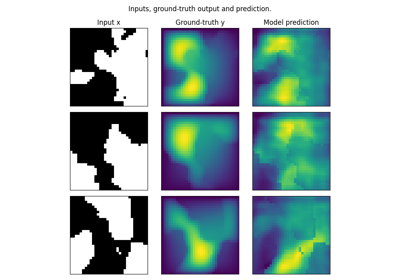 Inputs, ground-truth output and prediction.
Input x
Ground-truth y
Model prediction